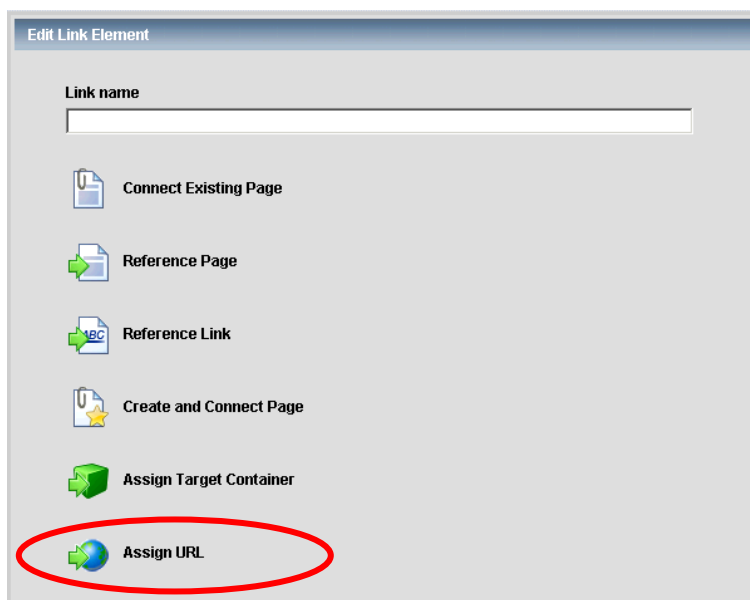 Edit Link Element
Link name
Connect Existing Page
Reference Page
ABC
Reference Link
Create and Connect Page
Assign Target Container
Assign URL